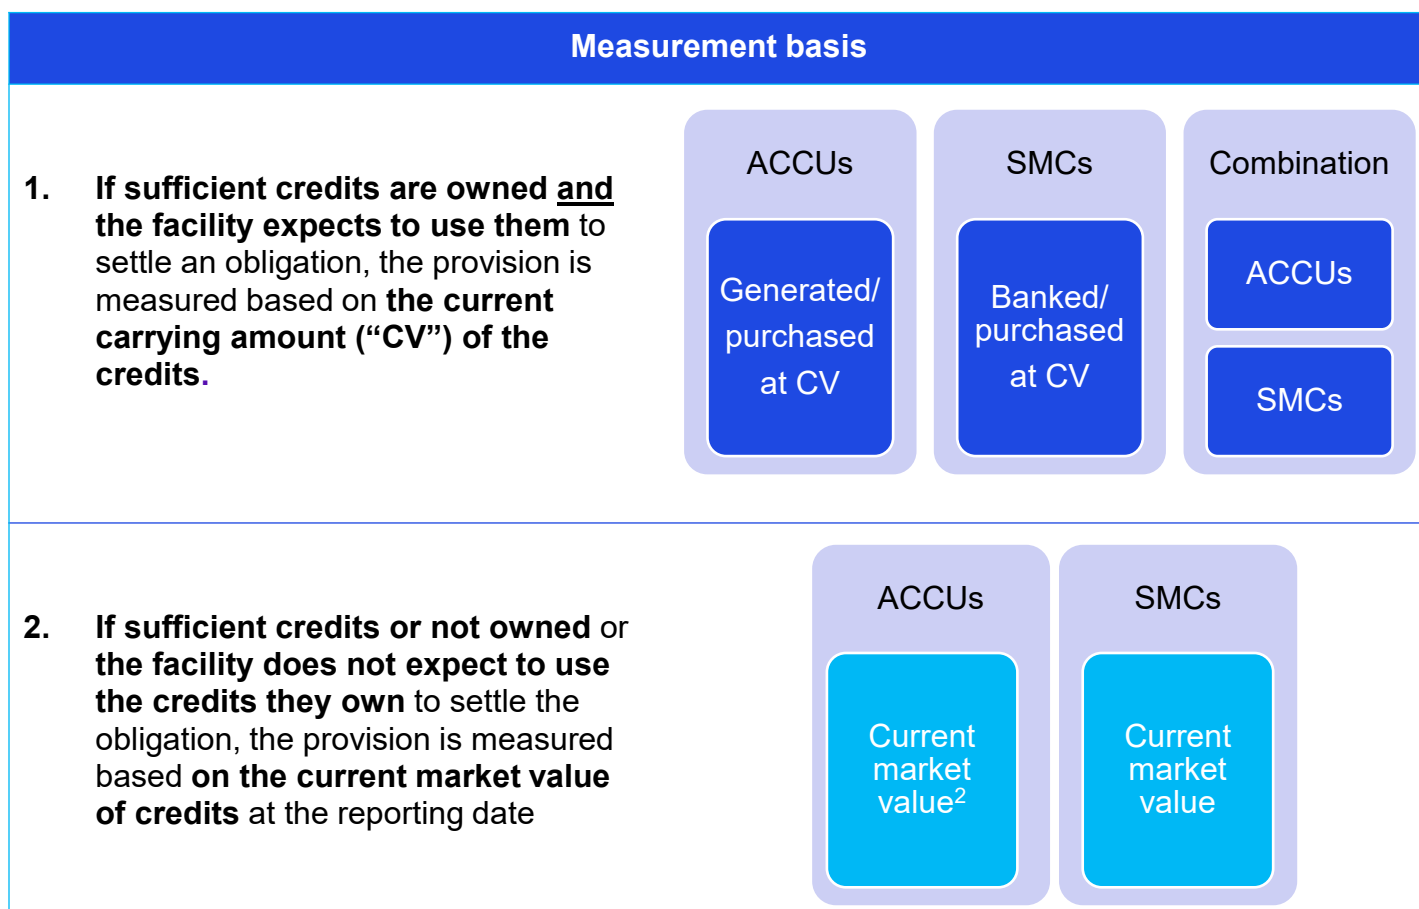 Measurement basis
1. If sufficient credits are owned and
the facility expects to use them to
settle an obligation, the provision is
measured based on the current
carrying amount (“CV”) of the
credits.
ACCUs
Generated/
purchased
at CV
SMCs
Banked/
purchased
at CV
Combination
ACCUs
SMCs
2. If sufficient credits or not owned or
the facility does not expect to use
the credits they own to settle the
obligation, the provision is measured
based on the current market value
of credits at the reporting date
ACCUs
Current
market
value²
SMCs
Current
market
value